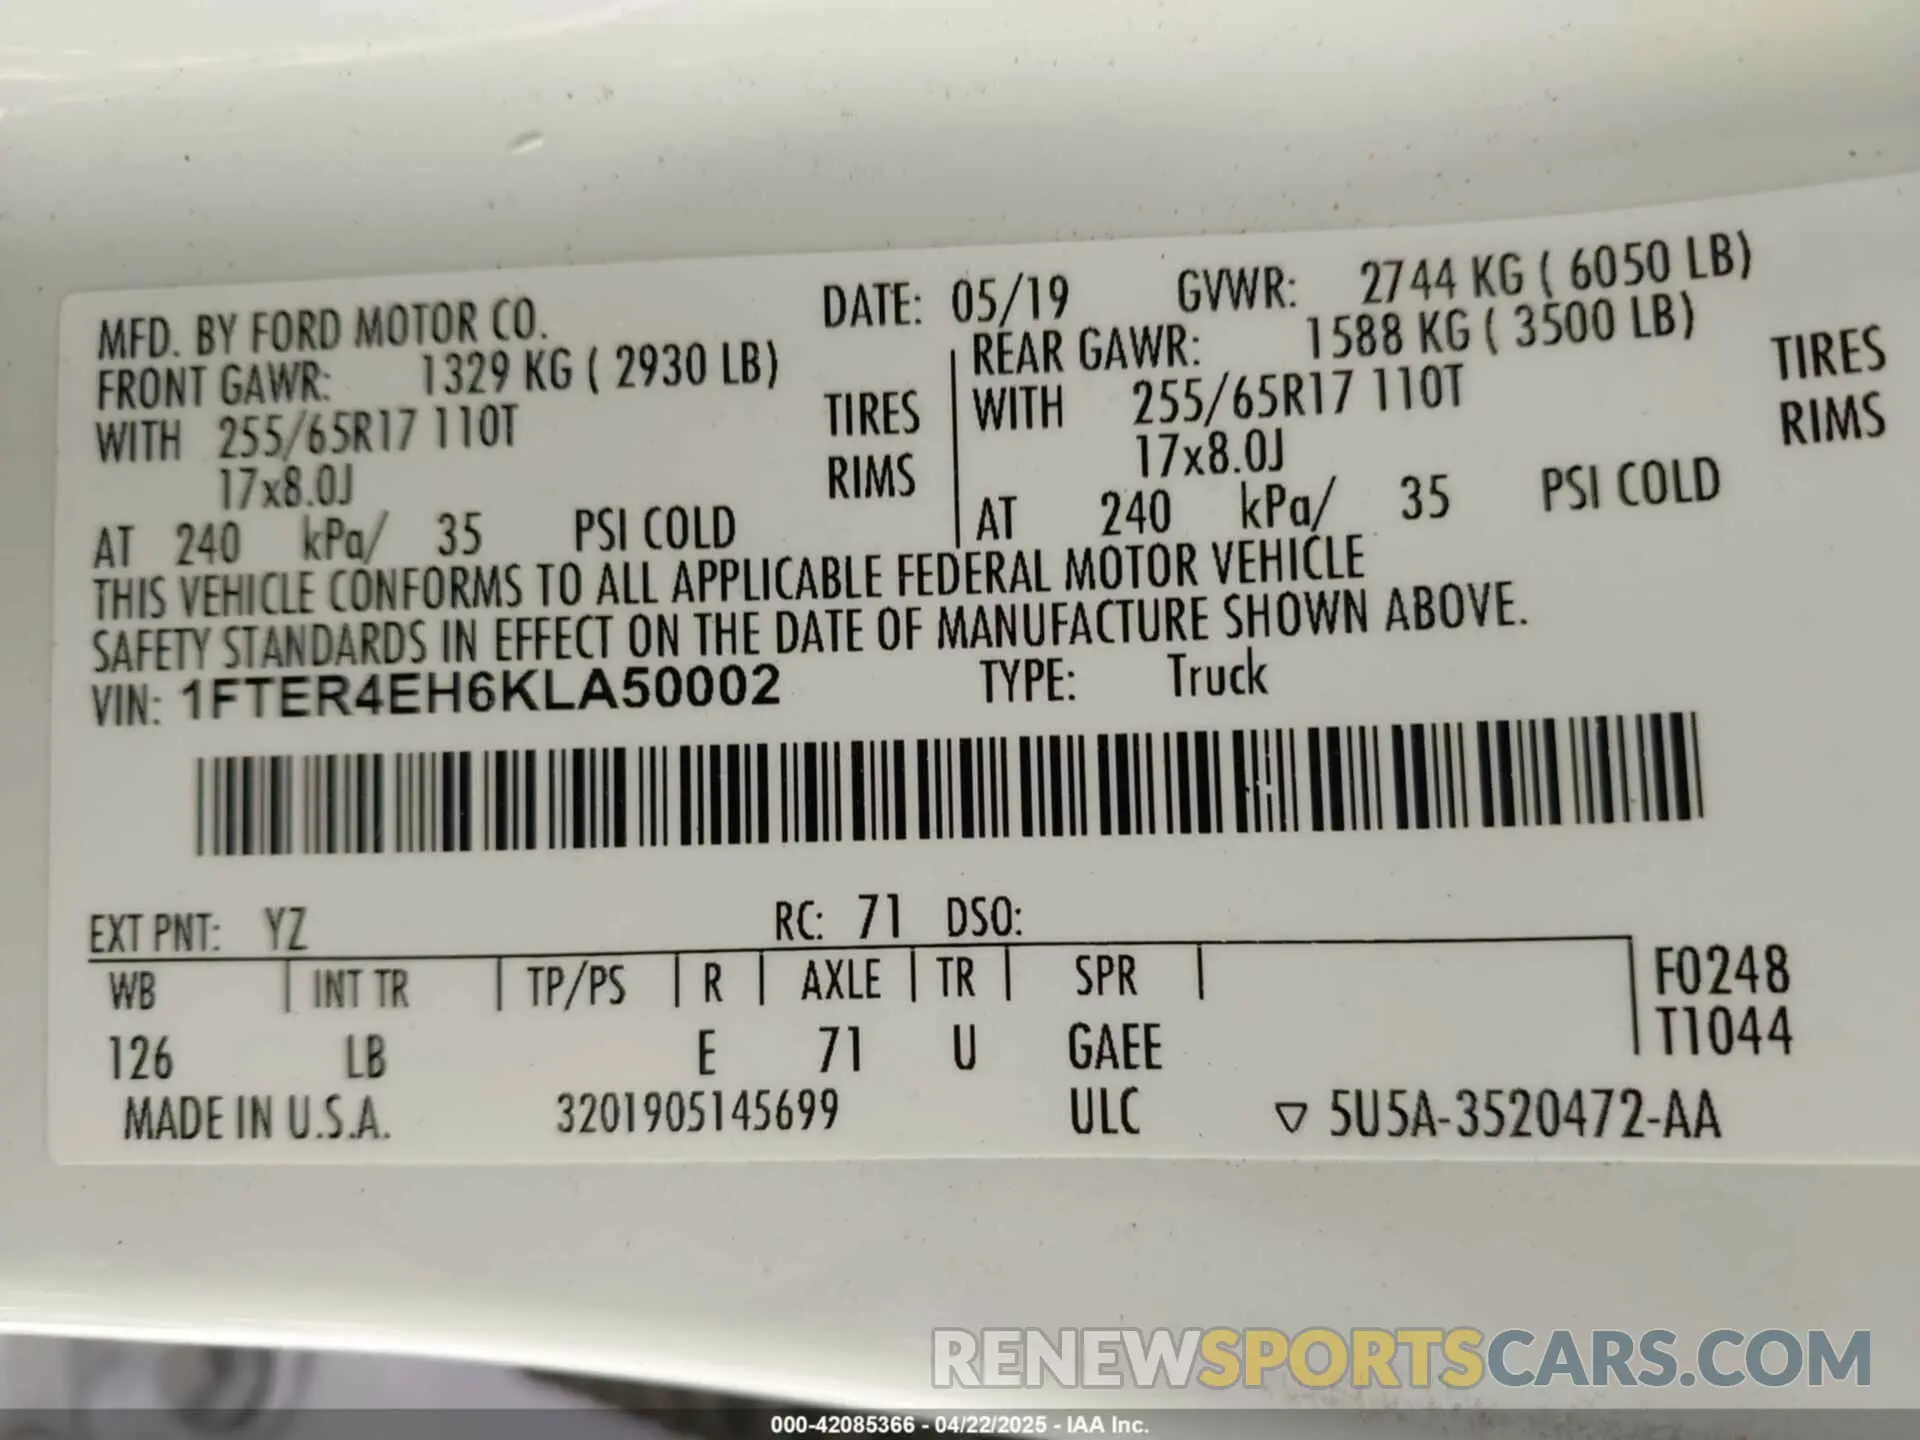 MFD. BY FORD MOTOR CO. DATE: 05/19 GVWR: 2744 KG ( 6050 LB)
FRONT GAWR: 1329 KG ( 2930 LB) REAR GAWR: 1588 KG ( 3500 LB)
WITH 255/65R17 110T TIRES WITH 255/65R17 110T TIRES
17x8.0J RIMS 17x8.0J RIMS
AT 240 kPa/ 35 PSI COLD AT 240 kPa/ 35 PSI COLD
THIS VEHICLE CONFORMS TO ALL APPLICABLE FEDERAL MOTOR VEHICLE
SAFETY STANDARDS IN EFFECT ON THE DATE OF MANUFACTURE SHOWN ABOVE.
VIN: 1FTER4EH6KLA50002 TYPE: Truck
EXT PNT: YZ RC: 71 DSO:
WB INT TR TP/PS R AXLE TR SPR F0248
126 LB E 71 U GAEE T1044
MADE IN U.S.A. 3201905145699 ULC ▽ 5U5A-3520472-AA
RENEWSPORTSCARS.COM
000-42085366 - 04/22/2025 - IAA Inc.